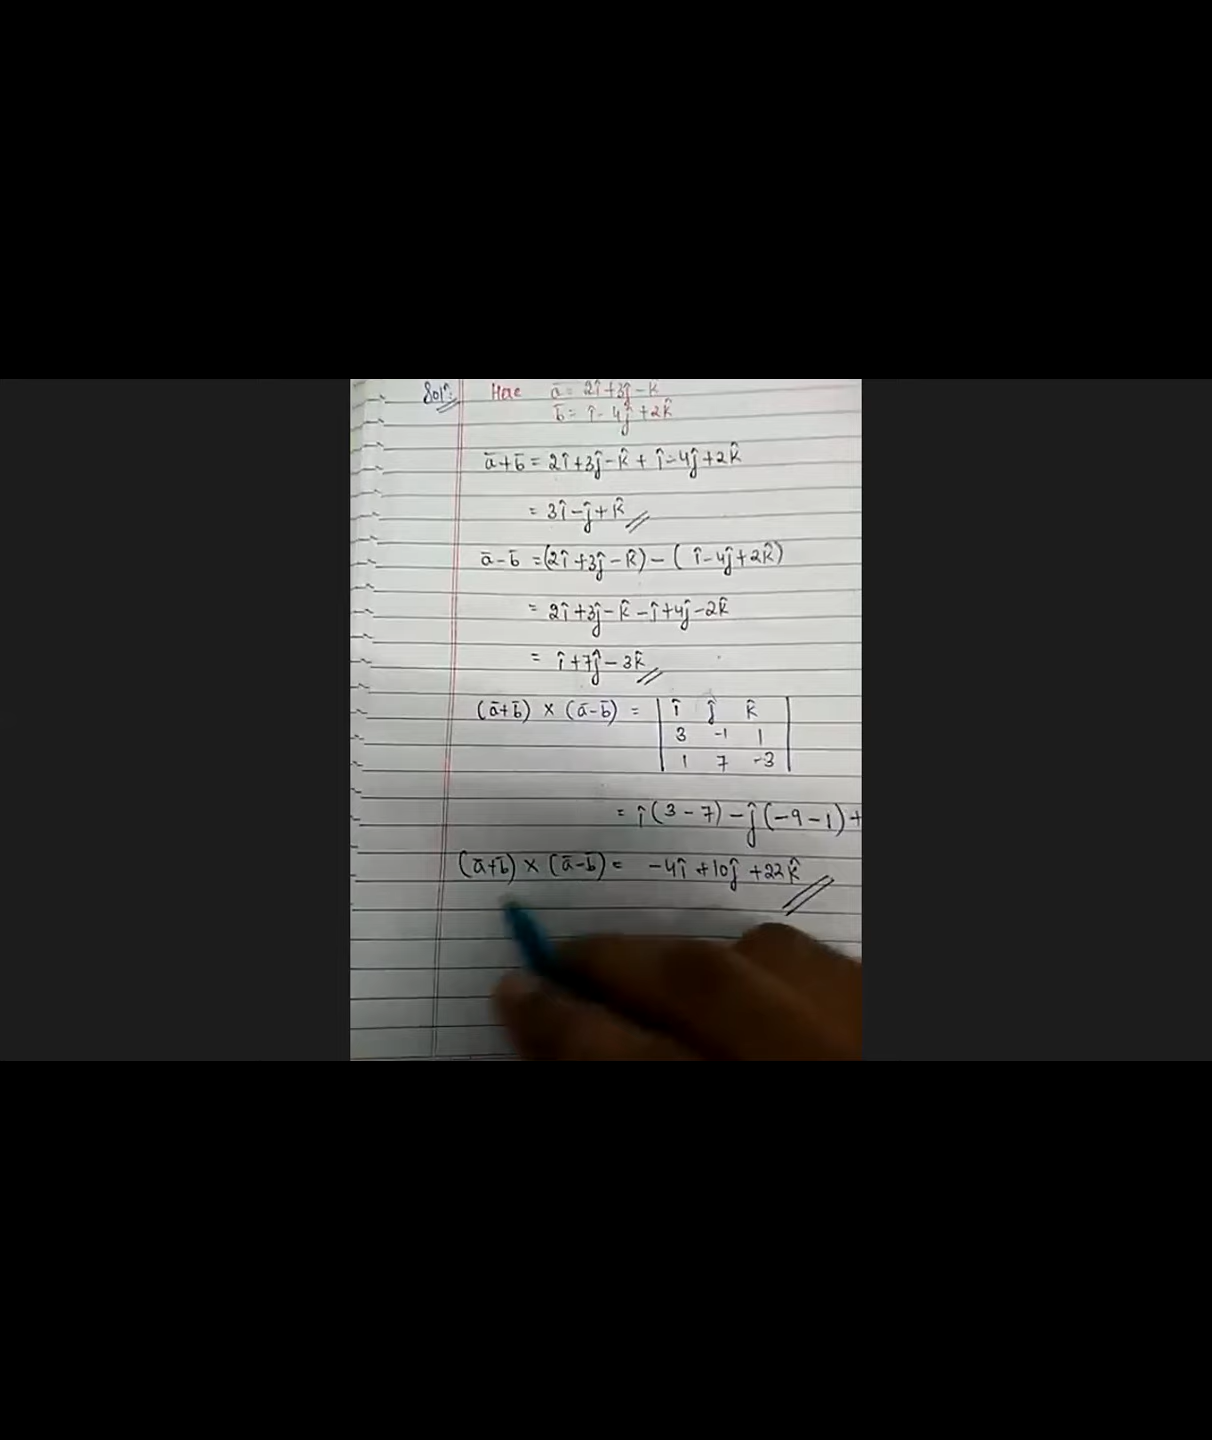 Solⁿ: Here a̅ = 2î+3ĵ-k
b̅ = î-4ĵ+2k̂
a̅+b̅ = 2î+3ĵ-k̂ + î-4ĵ+2k̂
= 3î-ĵ+k̂
a̅-b̅ = (2î+3ĵ-k̂) - (î-4ĵ+2k̂)
= 2î+3ĵ-k̂-î+4ĵ-2k̂
= î+7ĵ-3k̂
(a̅+b̅) × (a̅-b̅) = | î ĵ k̂ |
3 -1 1
1 7 -3
= î(3-7) -ĵ(-9-1)+
(a̅+b̅) × (a̅-b̅) = -4î+10ĵ+22k̂